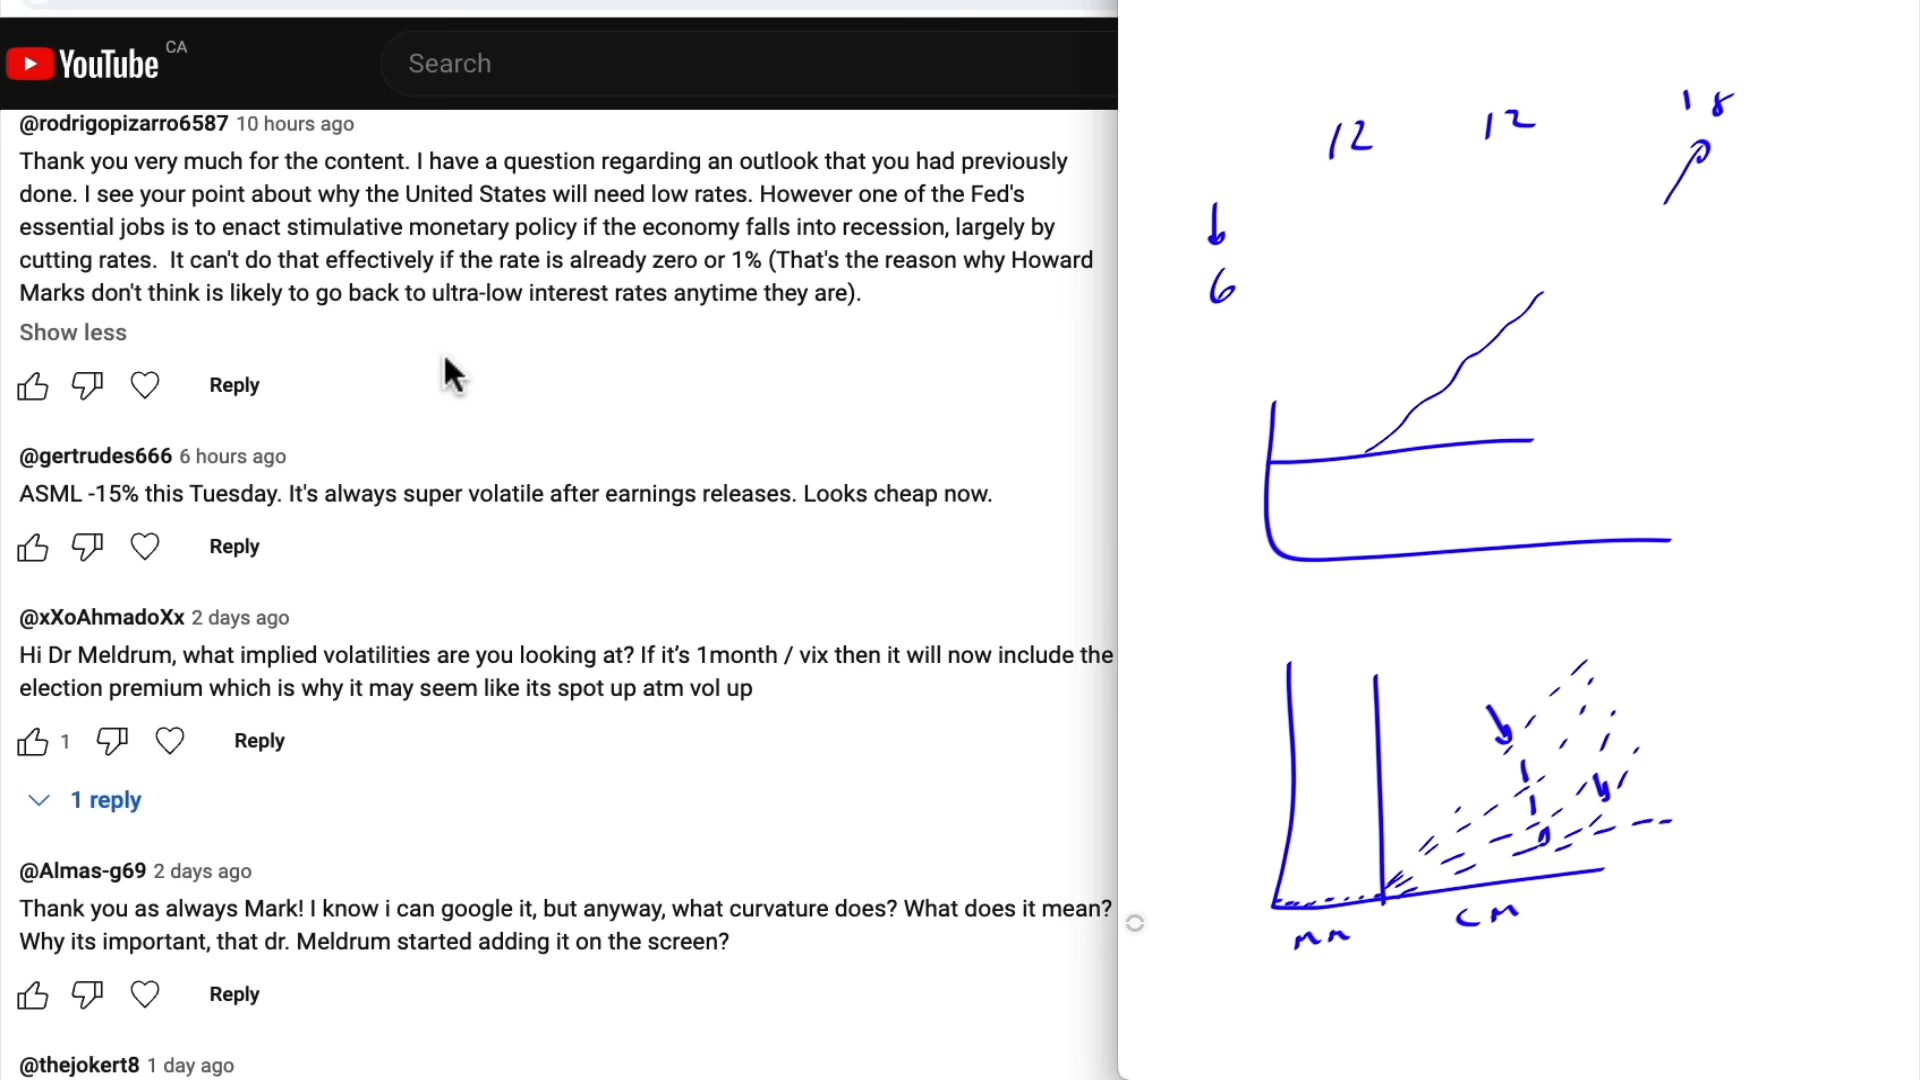 YouTube CA
Search
@rodrigopizarro6587 10 hours ago
Thank you very much for the content. I have a question regarding an outlook that you had previously
done. I see your point about why the United States will need low rates. However one of the Fed's
essential jobs is to enact stimulative monetary policy if the economy falls into recession, largely by
cutting rates.  It can't do that effectively if the rate is already zero or 1% (That's the reason why Howard
Marks don't think is likely to go back to ultra-low interest rates anytime they are).
Show less
Reply
@gertrudes666 6 hours ago
ASML -15% this Tuesday. It's always super volatile after earnings releases. Looks cheap now.
Reply
@xXoAhmadoXx 2 days ago
Hi Dr Meldrum, what implied volatilities are you looking at? If it’s 1month / vix then it will now include the
election premium which is why it may seem like its spot up atm vol up
1
Reply
1 reply
@Almas-g69 2 days ago
Thank you as always Mark! I know i can google it, but anyway, what curvature does? What does it mean?
Why its important, that dr. Meldrum started adding it on the screen?
Reply
@thejokert8 1 day ago
12 12 18
6
MM CM